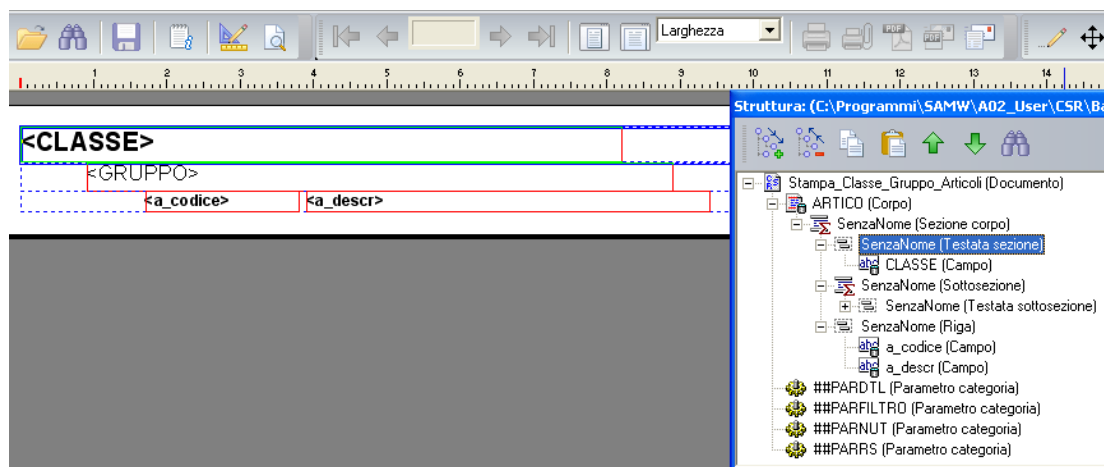 Larghezza
1 2 3 4 5 6 7 8 9 10 11 12 13 14
Struttura: (C:\Programmi\SAMW\A02_User\CSR\Ba
<CLASSE>
<GRUPPO>
<a_codice> <a_descr>
Stampa_Classe_Gruppo_Articoli (Documento)
ARTICO (Corpo)
SenzaNome (Sezione corpo)
SenzaNome (Testata sezione)
CLASSE (Campo)
SenzaNome (Sottosezione)
SenzaNome (Testata sottosezione)
SenzaNome (Riga)
a_codice (Campo)
a_descr (Campo)
##PARDTL (Parametro categoria)
##PARFILTRO (Parametro categoria)
##PARNUT (Parametro categoria)
##PARRS (Parametro categoria)